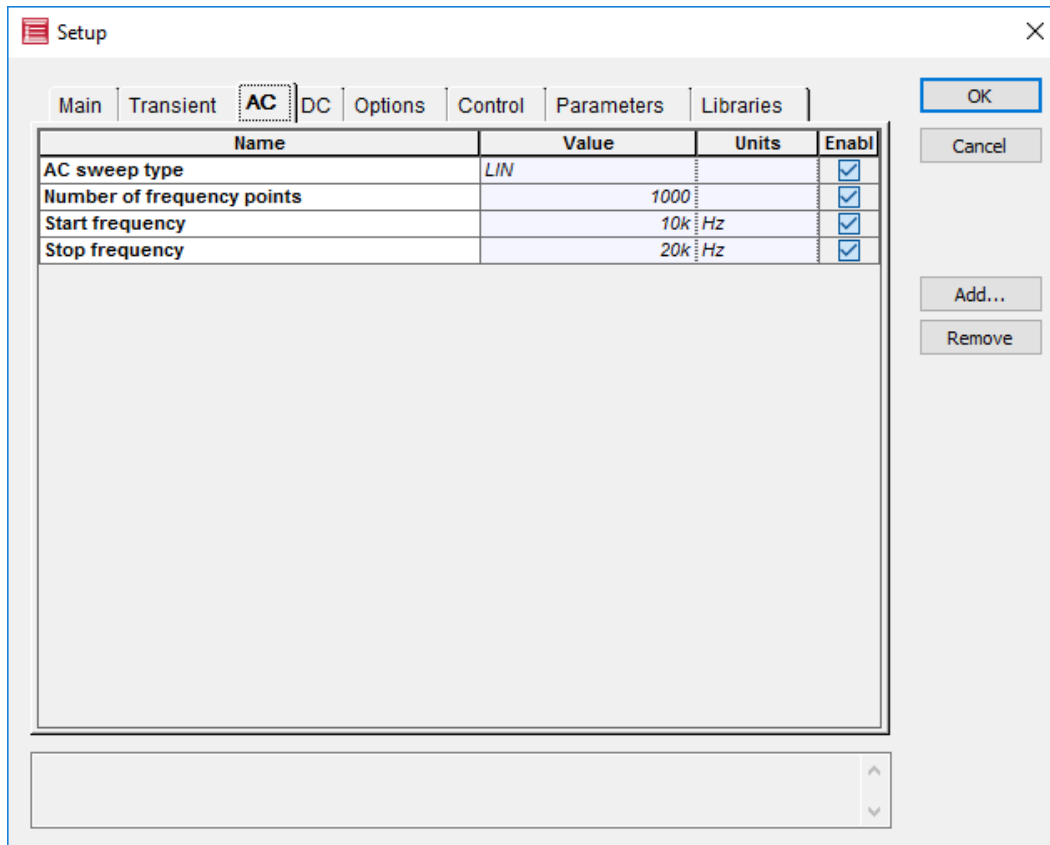 Setup
Main Transient AC DC Options Control Parameters Libraries
OK
Cancel
Name Value Units Enabl
AC sweep type LIN
Number of frequency points 1000
Start frequency 10k Hz
Stop frequency 20k Hz
Add...
Remove